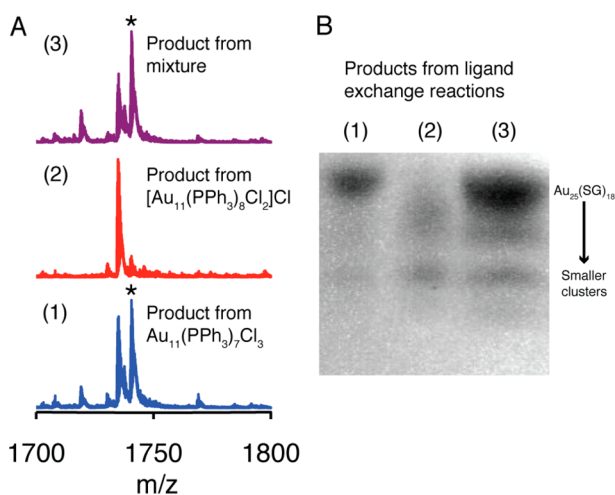 A
(3)
*
Product from
mixture
(2)
Product from
[Au₁₁(PPh₃)₈Cl₂]Cl
(1)
*
Product from
Au₁₁(PPh₃)₇Cl₃
1700 1750 1800
m/z
B
Products from ligand
exchange reactions
(1) (2) (3)
Au₂₅(SG)₁₈
Smaller
clusters